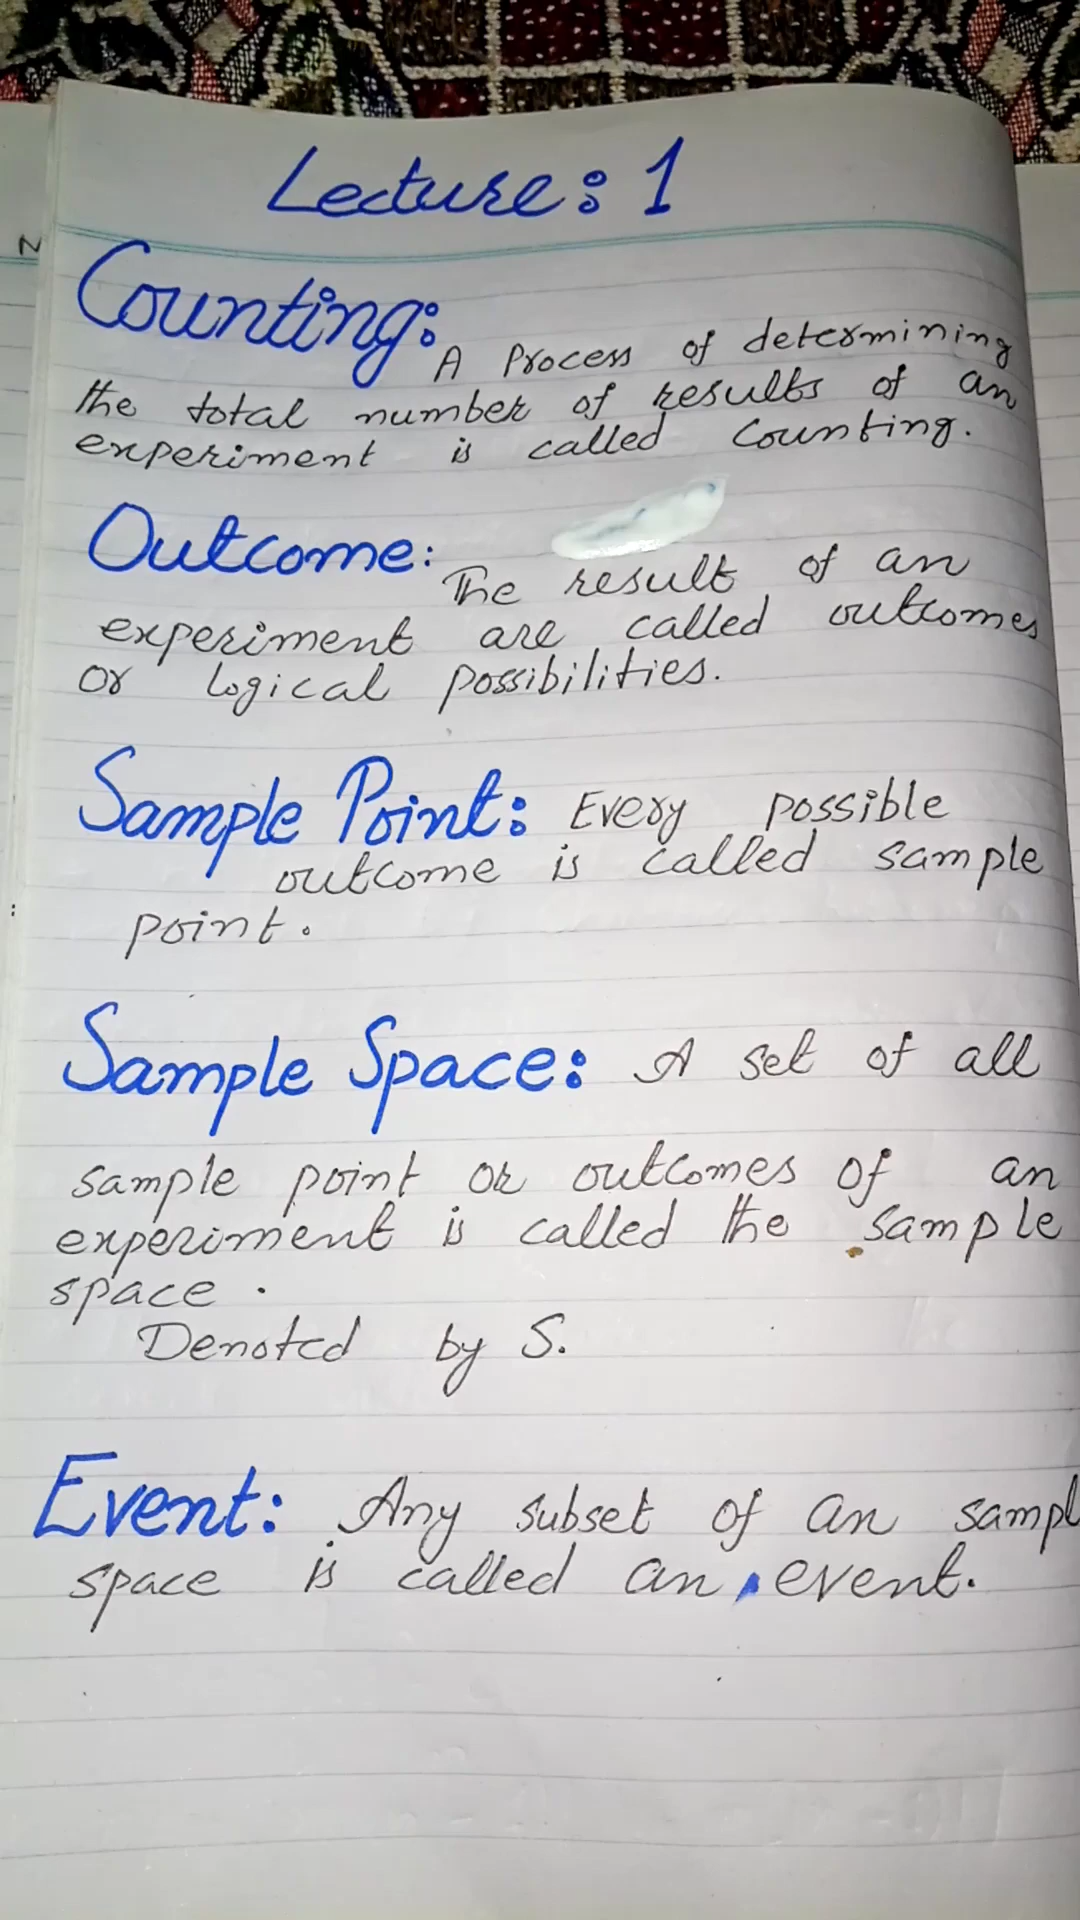 Lecture: 1
Counting:
A Process of determining
the total number of results of an
experiment is called Counting.
Outcome:
The result of an
experiment are called outcomes
or logical possibilities.
Sample Point: Every possible
outcome is called sample
point.
Sample Space: A set of all
sample point or outcomes of an
experiment is called the sample
space.
Denoted by S.
Event: Any subset of an sampl
space is called an event.
N
: